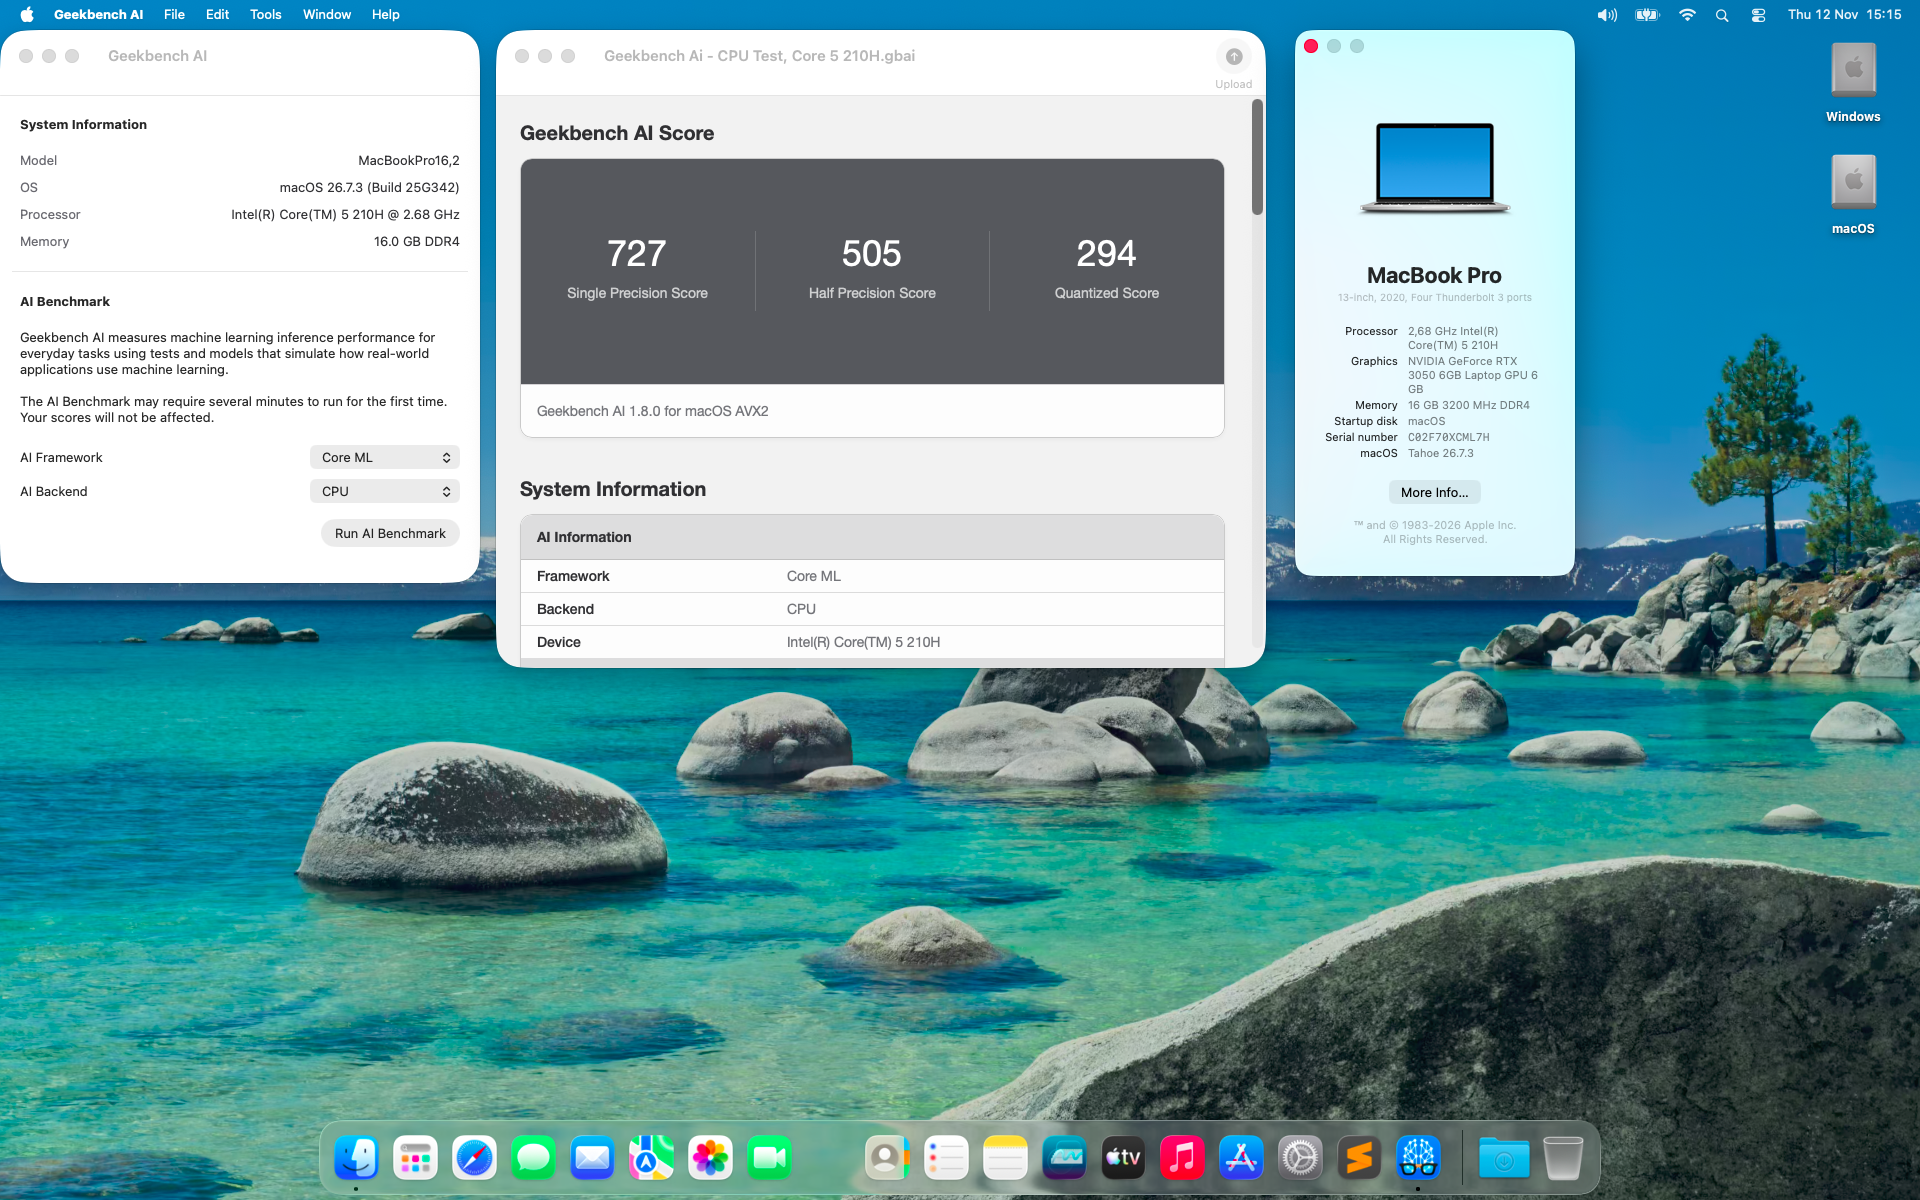 Geekbench AI File Edit Tools Window Help
Thu 12 Nov 15:15
Geekbench AI
System Information
Model MacBookPro16,2
OS macOS 26.7.3 (Build 25G342)
Processor Intel(R) Core(TM) 5 210H @ 2.68 GHz
Memory 16.0 GB DDR4
AI Benchmark
Geekbench AI measures machine learning inference performance for
everyday tasks using tests and models that simulate how real-world
applications use machine learning.
The AI Benchmark may require several minutes to run for the first time.
Your scores will not be affected.
AI Framework Core ML
AI Backend CPU
Run AI Benchmark
Geekbench Ai - CPU Test, Core 5 210H.gbai
Upload
Geekbench AI Score
727 505 294
Single Precision Score Half Precision Score Quantized Score
Geekbench AI 1.8.0 for macOS AVX2
System Information
AI Information
Framework Core ML
Backend CPU
Device Intel(R) Core(TM) 5 210H
MacBook Pro
13-inch, 2020, Four Thunderbolt 3 ports
Processor 2,68 GHz Intel(R)
Core(TM) 5 210H
Graphics NVIDIA GeForce RTX
3050 6GB Laptop GPU 6
GB
Memory 16 GB 3200 MHz DDR4
Startup disk macOS
Serial number C02F70XCML7H
macOS Tahoe 26.7.3
More Info...
™ and © 1983-2026 Apple Inc.
All Rights Reserved.
Windows
macOS
tv